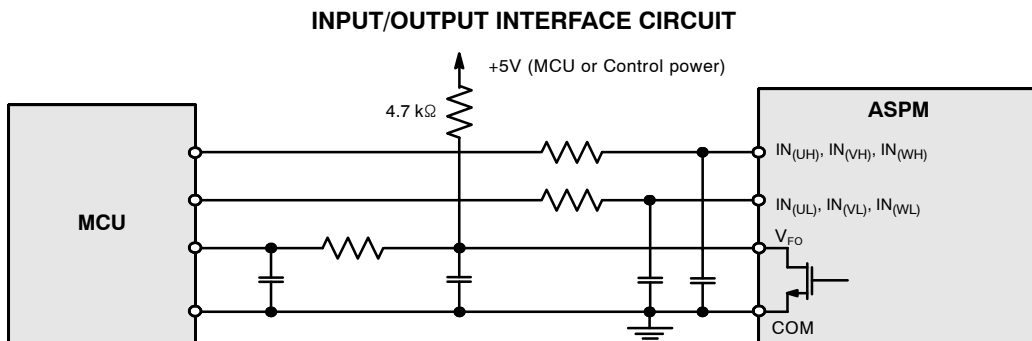 INPUT/OUTPUT INTERFACE CIRCUIT
+5V (MCU or Control power)
4.7 kΩ
ASPM
IN(UH), IN(VH), IN(WH)
IN(UL), IN(VL), IN(WL)
MCU
VFO
COM